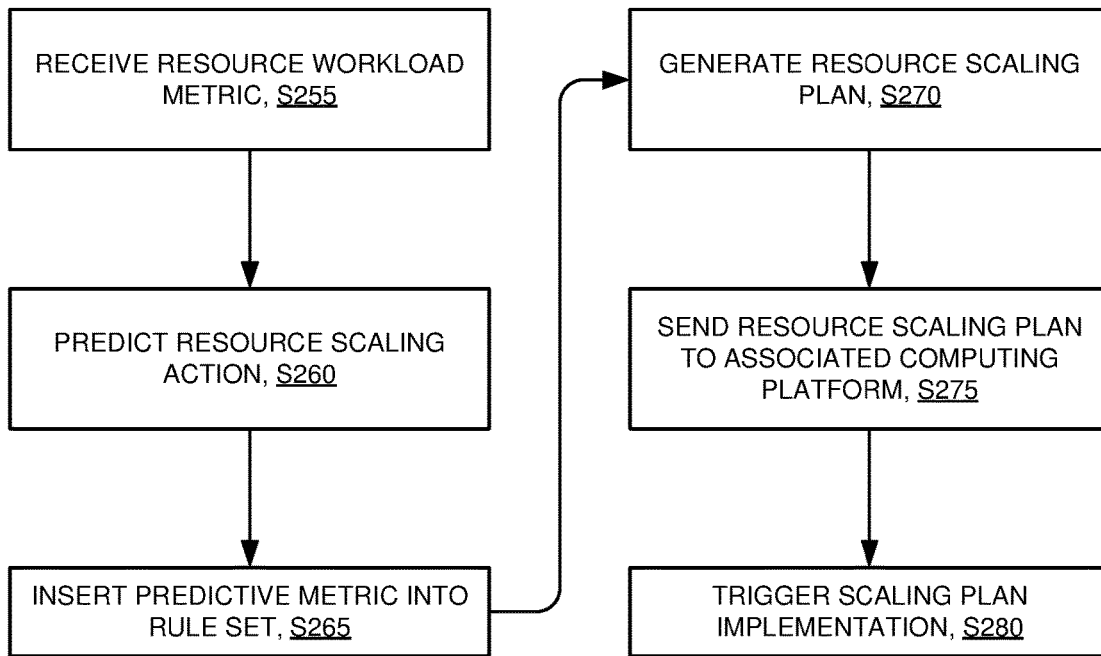 RECEIVE RESOURCE WORKLOAD
METRIC, S255
PREDICT RESOURCE SCALING
ACTION, S260
INSERT PREDICTIVE METRIC INTO
RULE SET, S265
GENERATE RESOURCE SCALING
PLAN, S270
SEND RESOURCE SCALING PLAN
TO ASSOCIATED COMPUTING
PLATFORM, S275
TRIGGER SCALING PLAN
IMPLEMENTATION, S280